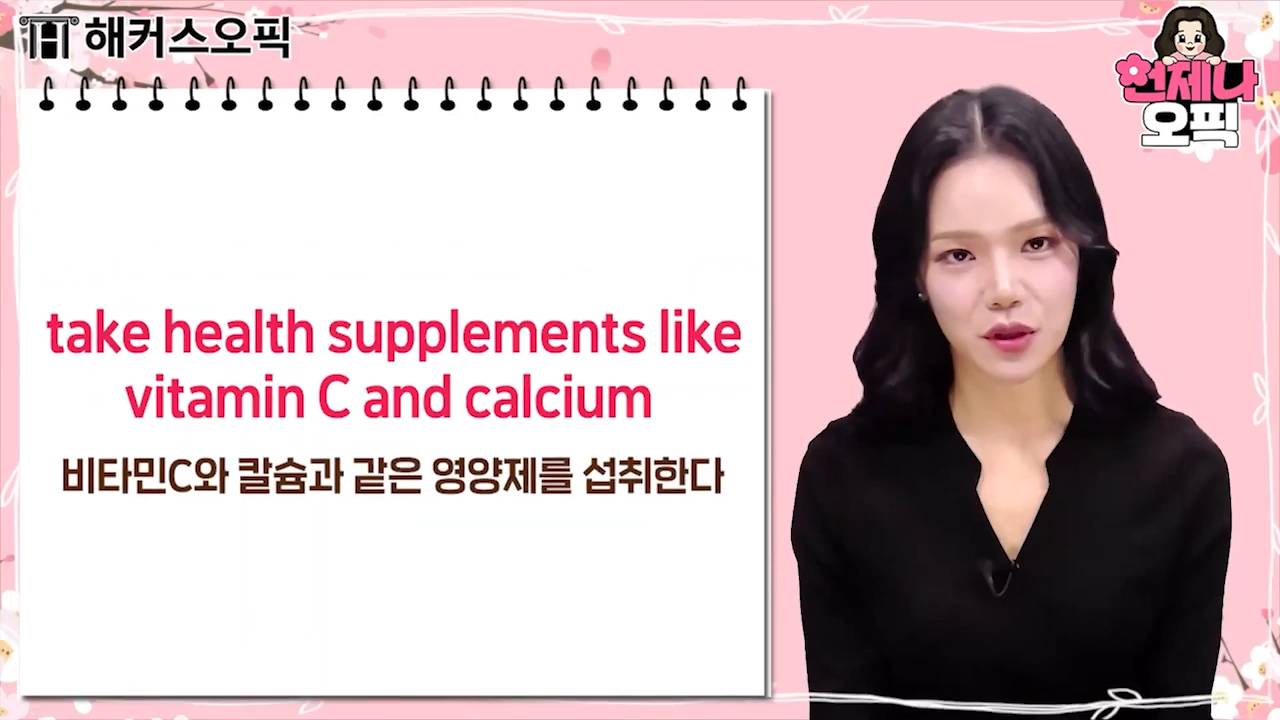 해커스오픽
언제나
오픽
take health supplements like
vitamin C and calcium
비타민C와 칼슘과 같은 영양제를 섭취한다